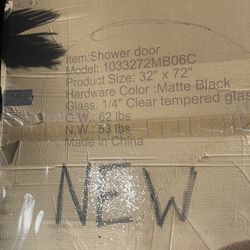 Item:Shower door
Model: 1033272MB06C
Product Size: 32" x 72"
Hardware Color :Matte Black
Glass: 1/4" Clear tempered glass
G.W.: 62 lbs
N.W.: 53 lbs
Made in China
NEW